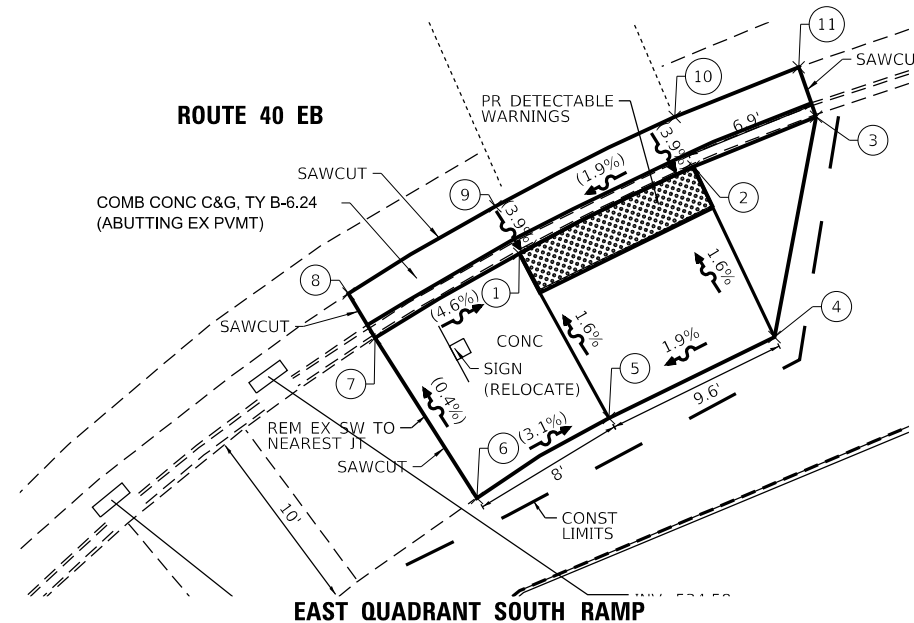 11
SAWCU
10
ROUTE 40 EB
PR DETECTABLE
WARNINGS
6.9'
3
3.9%
(1.9%)
SAWCUT
2
9
COMB CONC C&G, TY B-6.24
(ABUTTING EX PVMT)
(3.9%
8
1
1.6%
(4.6%)
SAWCUT
1.6%
4
CONC
1.9%
SIGN
(RELOCATE)
7
5
(0.4%)
9.6'
REM EX SW TO
NEAREST JT
(3.1%)
6
SAWCUT
8'
10'
CONST
LIMITS
EAST QUADRANT SOUTH RAMP